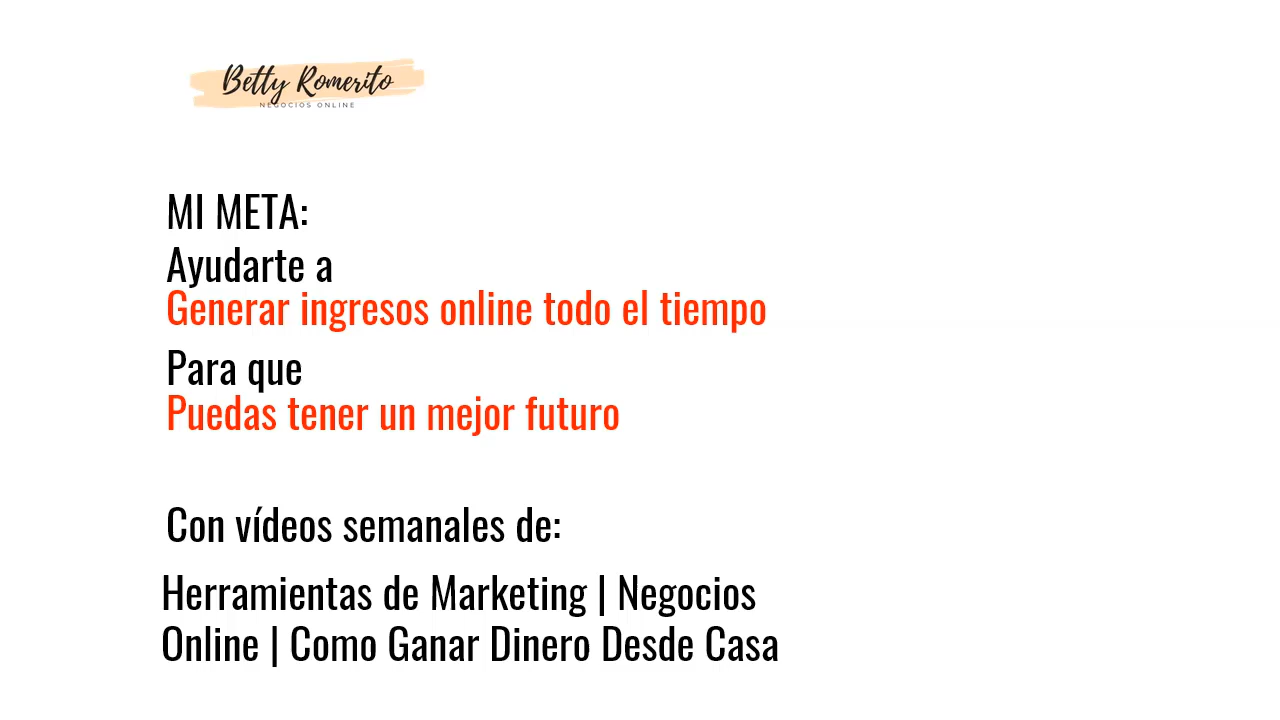 Betty Romerito
NEGOCIOS ONLINE
MI META:
Ayudarte a
Generar ingresos online todo el tiempo
Para que
Puedas tener un mejor futuro
Con vídeos semanales de:
Herramientas de Marketing | Negocios
Online | Como Ganar Dinero Desde Casa